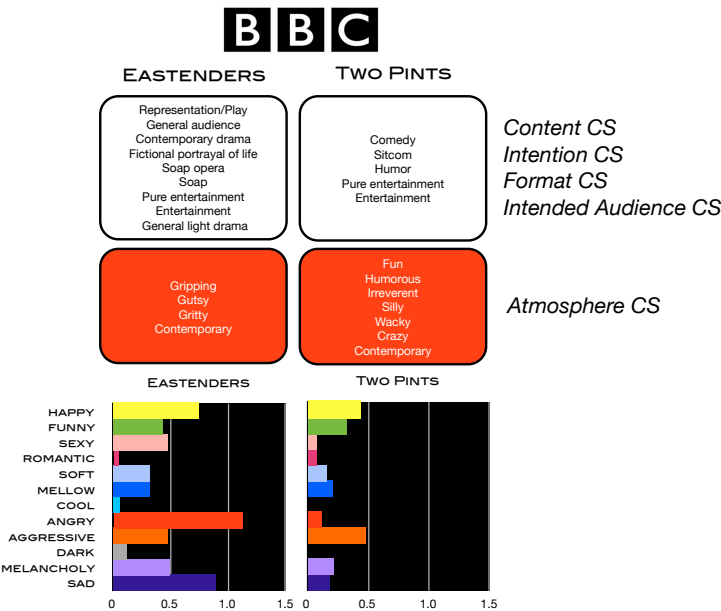 BBC
EASTENDERS
TWO PINTS
Representation/Play
General audience
Contemporary drama
Fictional portrayal of life
Soap opera
Soap
Pure entertainment
Entertainment
General light drama
Comedy
Sitcom
Humor
Pure entertainment
Entertainment
Content CS
Intention CS
Format CS
Intended Audience CS
Gripping
Gutsy
Gritty
Contemporary
Fun
Humorous
Irreverent
Silly
Wacky
Crazy
Contemporary
Atmosphere CS
EASTENDERS
TWO PINTS
HAPPY
FUNNY
SEXY
ROMANTIC
SOFT
MELLOW
COOL
ANGRY
AGGRESSIVE
DARK
MELANCHOLY
SAD
0 0.5 1.0 1.5
0 0.5 1.0 1.5